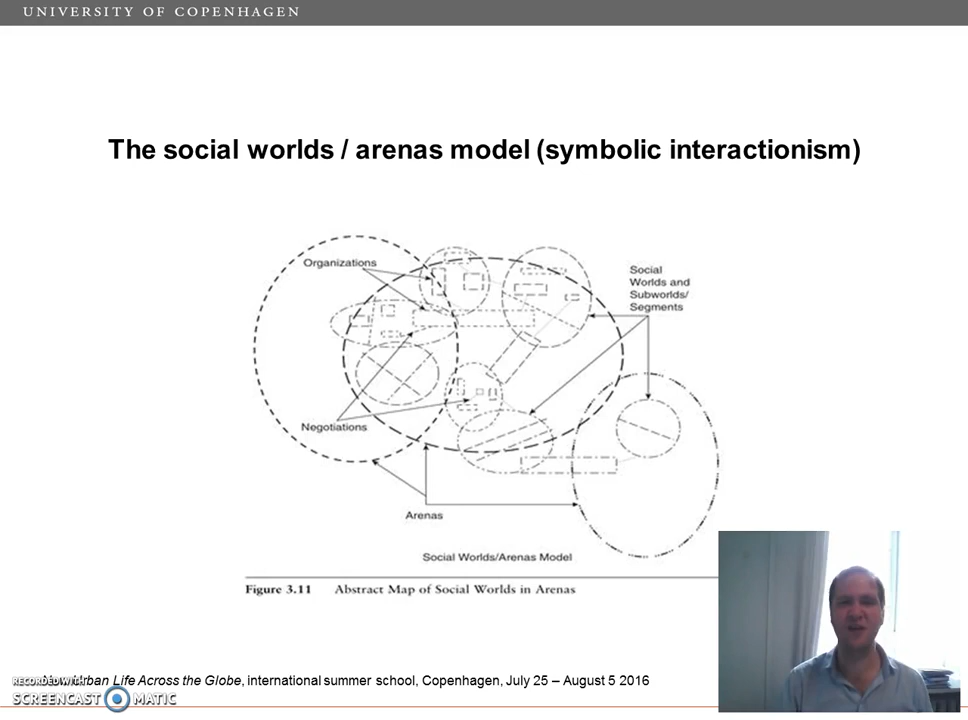 UNIVERSITY OF COPENHAGEN
The social worlds / arenas model (symbolic interactionism)
Organizations
Social
Worlds and
Subworlds/
Segments
Negotiations
Arenas
Social Worlds/Arenas Model
Figure 3.11 Abstract Map of Social Worlds in Arenas
Urban Life Across the Globe, international summer school, Copenhagen, July 25 – August 5 2016
RECORDED WITH
SCREENCAST MATIC